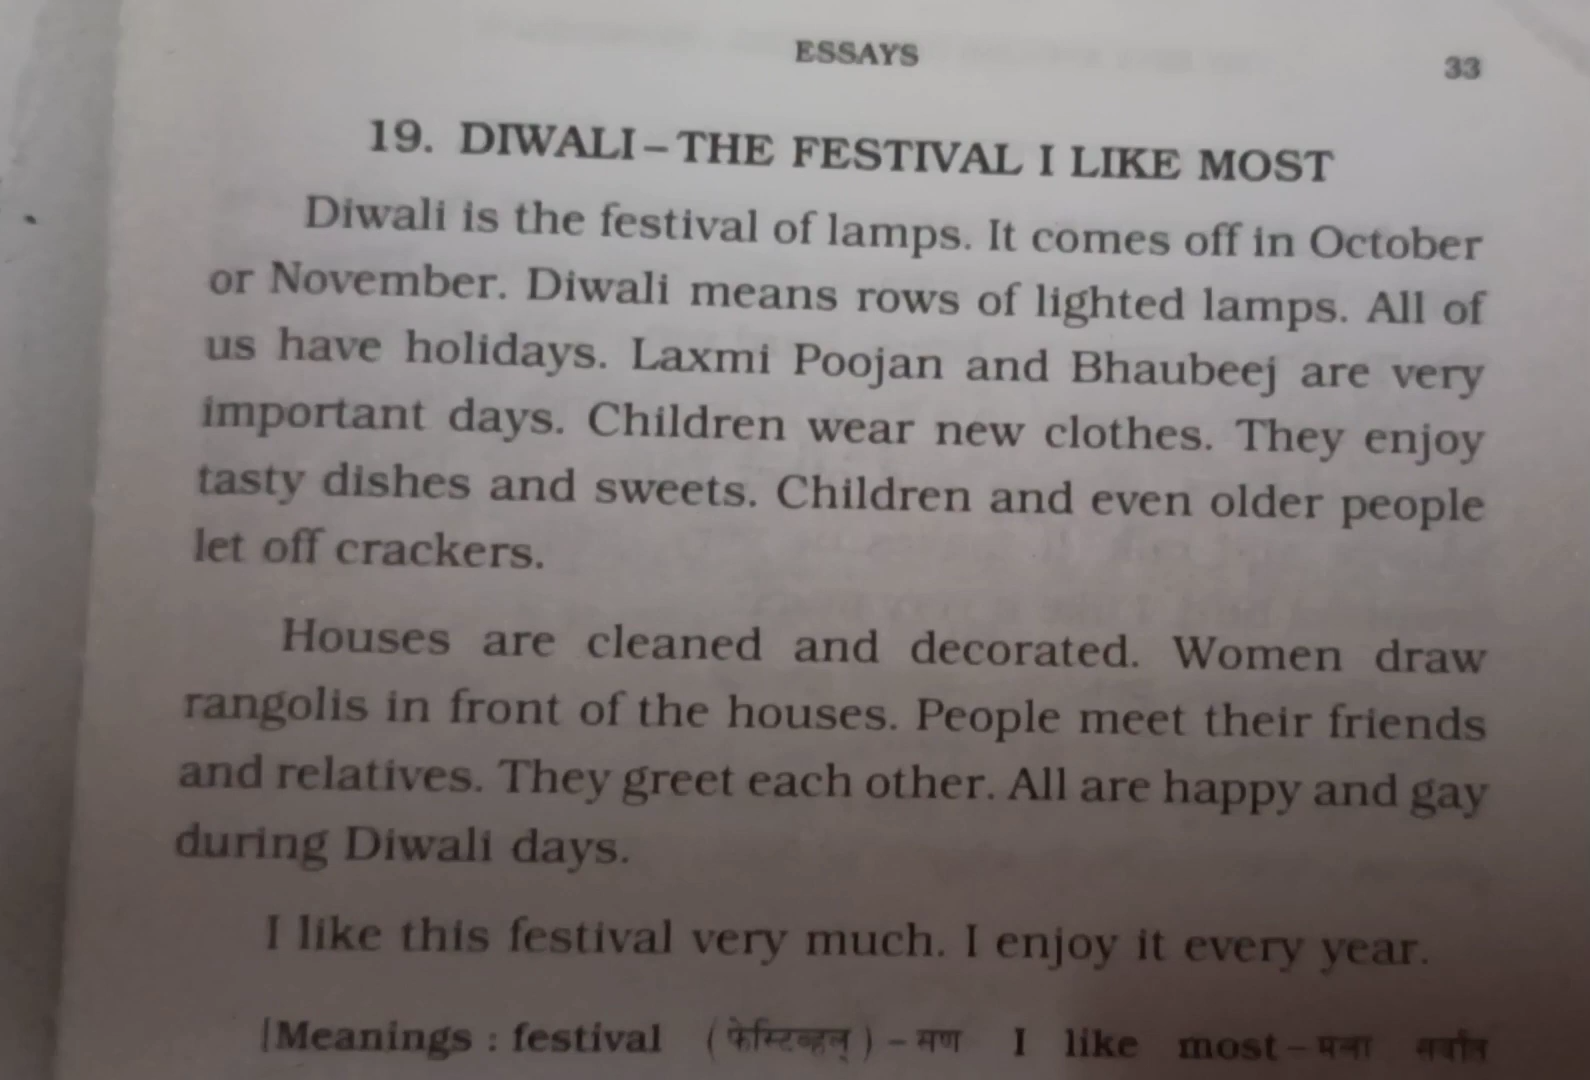 ESSAYS
33
19. DIWALI – THE FESTIVAL I LIKE MOST
Diwali is the festival of lamps. It comes off in October
or November. Diwali means rows of lighted lamps. All of
us have holidays. Laxmi Poojan and Bhaubeej are very
important days. Children wear new clothes. They enjoy
tasty dishes and sweets. Children and even older people
let off crackers.
Houses are cleaned and decorated. Women draw
rangolis in front of the houses. People meet their friends
and relatives. They greet each other. All are happy and gay
during Diwali days.
I like this festival very much. I enjoy it every year.
[Meanings : festival (फेस्टिव्हल्) – सण I like most – मला